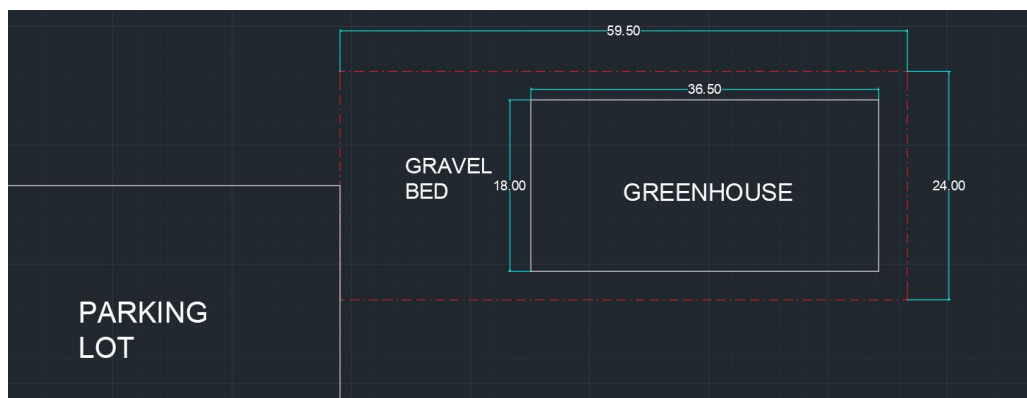 59.50
36.50
GRAVEL
BED
18.00
GREENHOUSE
24.00
PARKING
LOT